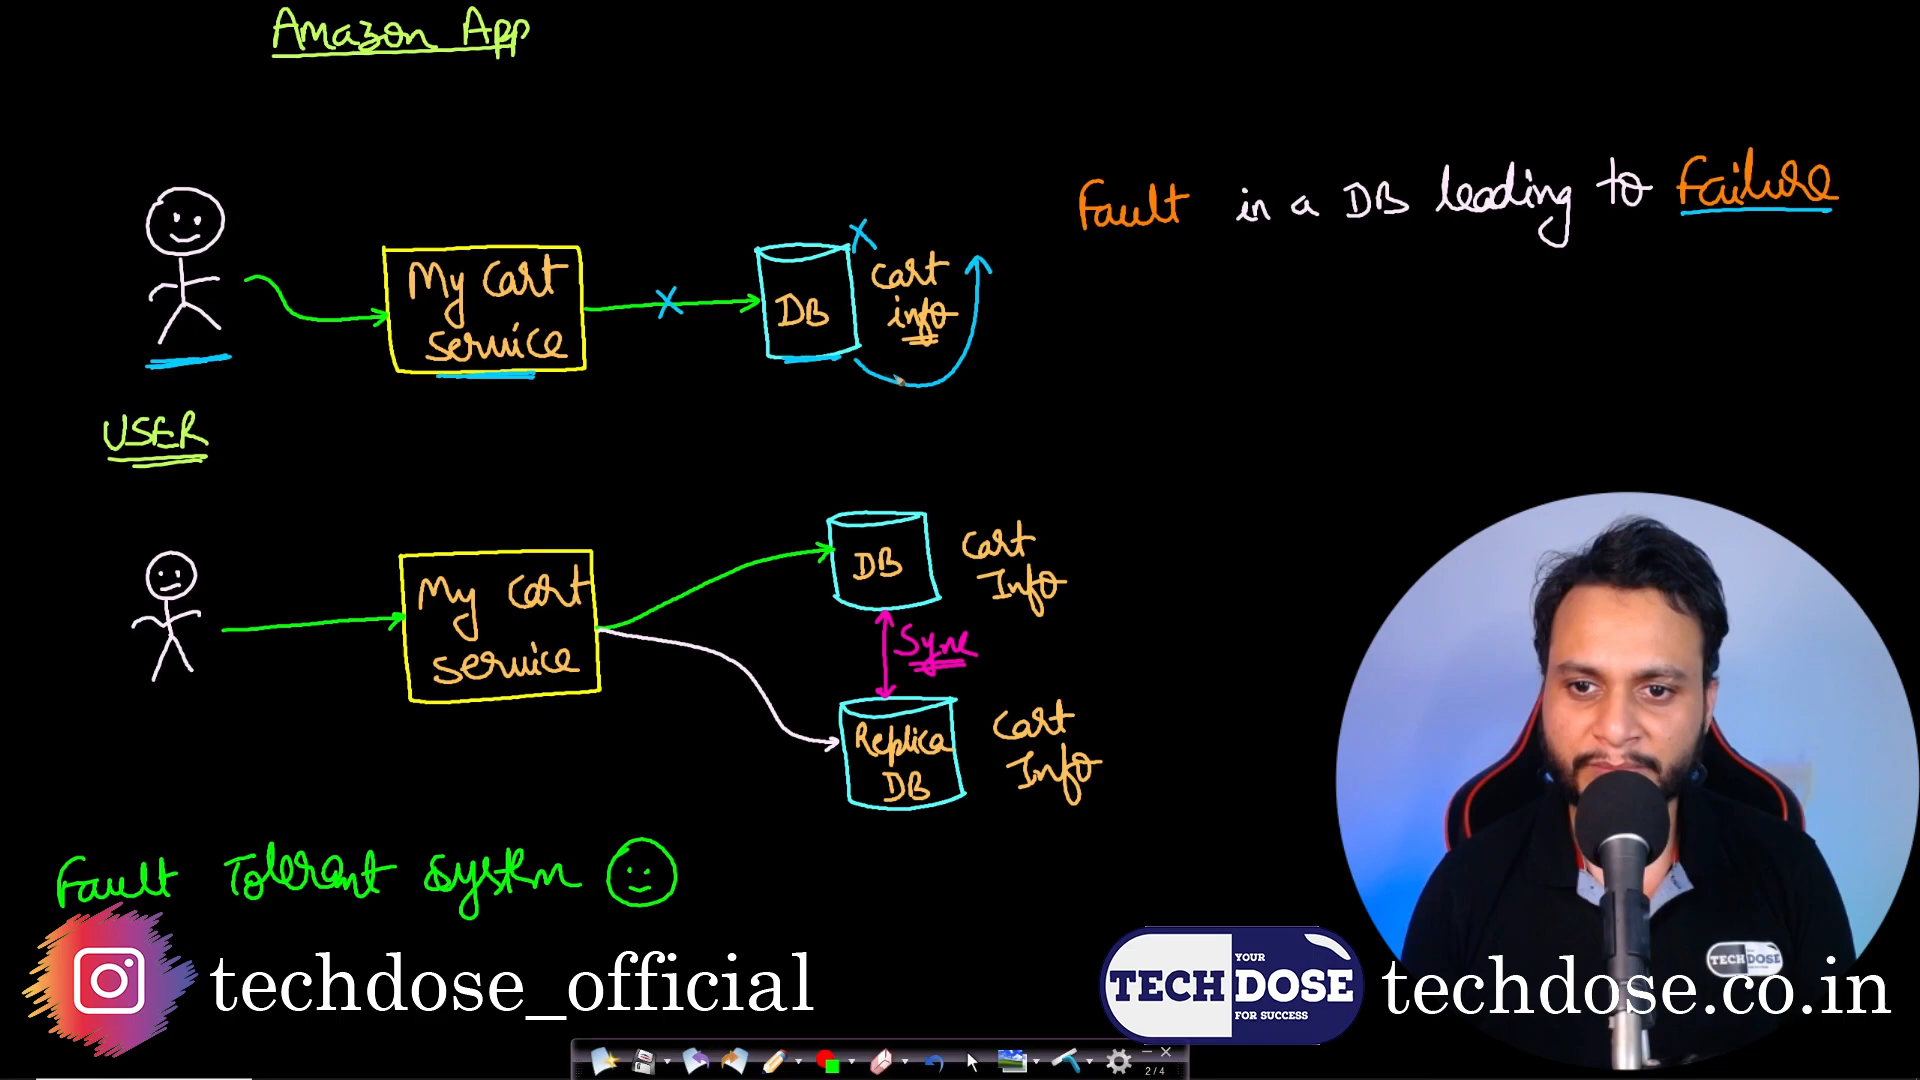 Amazon App
Fault in a DB leading to Failure
My Cart
service
DB
Cart
info
USER
My Cart
service
DB
Cart
Info
Sync
Replica
DB
Cart
Info
Fault Tolerant System
techdose_official
YOUR
TECH DOSE
FOR SUCCESS
techdose.co.in
TECHDOSE
2/4